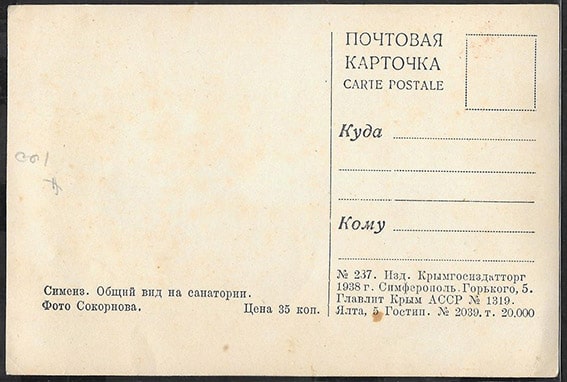 ПОЧТОВАЯ
КАРТОЧКА
CARTE POSTALE
Куда
Кому
Симеиз. Общий вид на санатории.
Фото Сокорнова. Цена 35 коп.
№ 237. Изд. Крымгосиздатторг
1938 г. Симферополь. Горького, 5.
Главлит Крым АССР № 1319.
Ялта, 5 Гостип. № 2039. т. 20.000